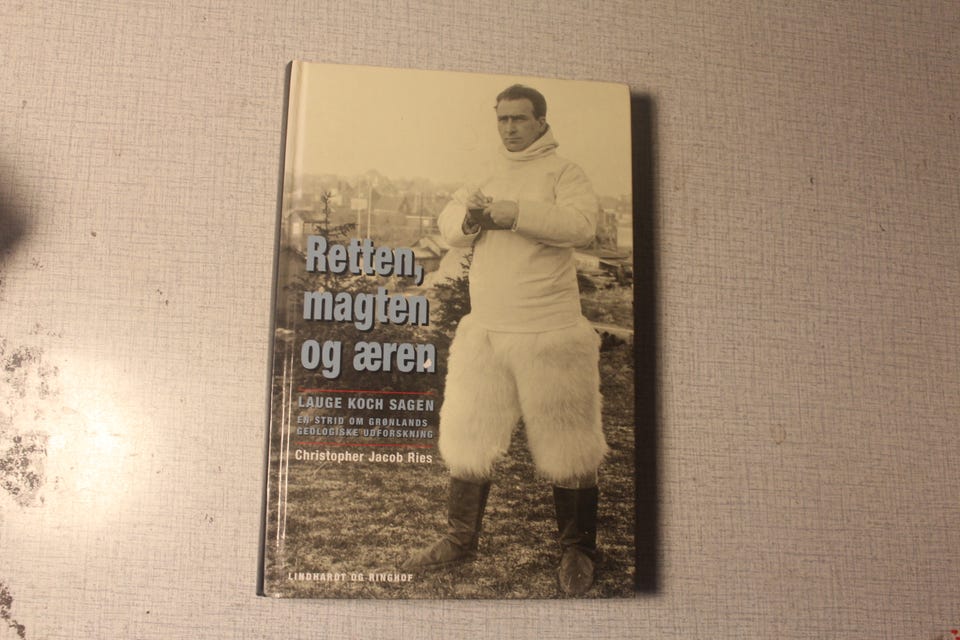 Retten,
magten
og æren
LAUGE KOCH SAGEN
EN STRID OM GRØNLANDS
GEOLOGISKE UDFORSKNING
Christopher Jacob Ries
LINDHARDT OG RINGHOF